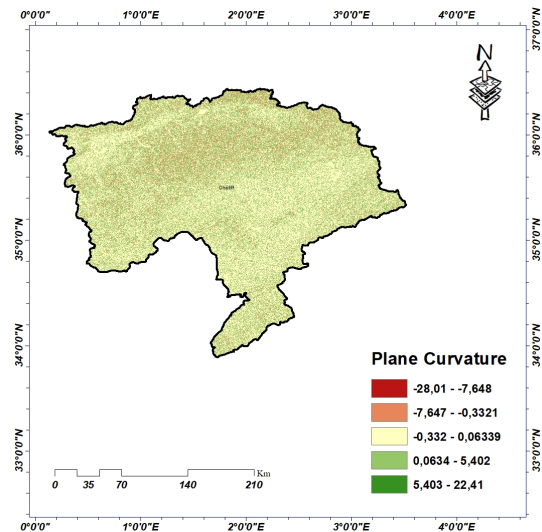 0°0'0"
1°0'0"E
2°0'0"E
3°0'0"E
4°0'0"E
37°0'0"N
36°0'0"N
36°0'0"N
35°0'0"N
35°0'0"N
34°0'0"N
34°0'0"N
33°0'0"N
33°0'0"N
N
Cheliff
Plane Curvature
-28,01 - -7,648
-7,647 - -0,3321
-0,332 - 0,06339
0,0634 - 5,402
5,403 - 22,41
Km
0 35 70 140 210
0°0'0"
1°0'0"E
2°0'0"E
3°0'0"E
4°0'0"E